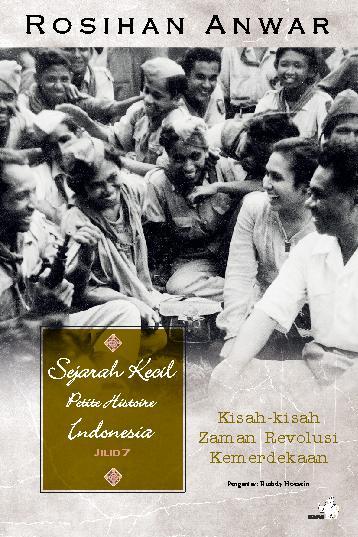 ROSIHAN ANWAR
Sejarah Kecil
Petite Histoire
Indonesia
JILID 7
Kisah-kisah
Zaman Revolusi
Kemerdekaan
Pengantar: Rushdy Hoesein